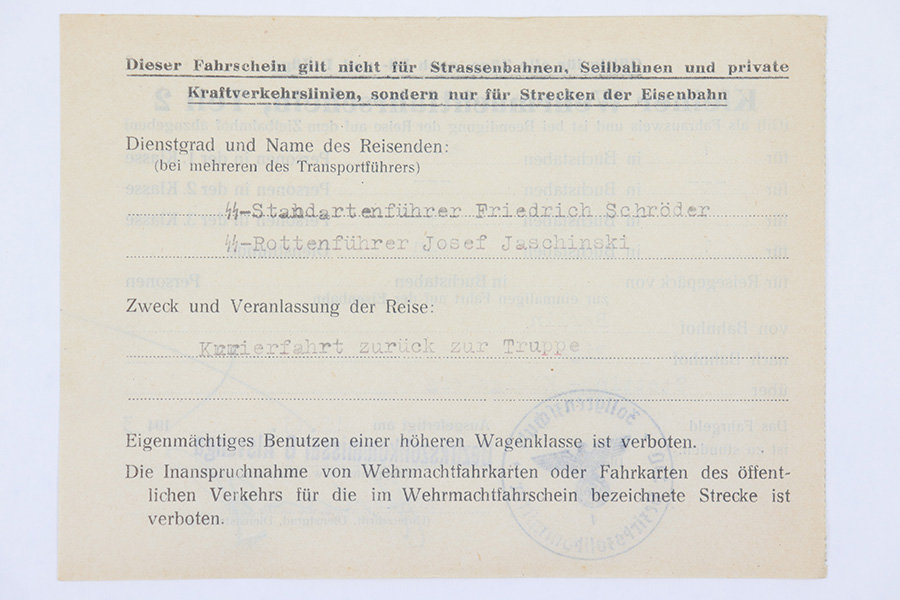 Dieser Fahrschein gilt nicht für Strassenbahnen, Seilbahnen und private
Kraftverkehrslinien, sondern nur für Strecken der Eisenbahn
Dienstgrad und Name des Reisenden:
(bei mehreren des Transportführers)
ᛋᛋ-Standartenführer Friedrich Schröder
ᛋᛋ-Rottenführer Josef Jaschinski
Zweck und Veranlassung der Reise:
Kurierfahrt zurück zur Truppe
Eigenmächtiges Benutzen einer höheren Wagenklasse ist verboten.
Die Inanspruchnahme von Wehrmachtfahrkarten oder Fahrkarten des öffent-
lichen Verkehrs für die im Wehrmachtfahrschein bezeichnete Strecke ist
verboten.